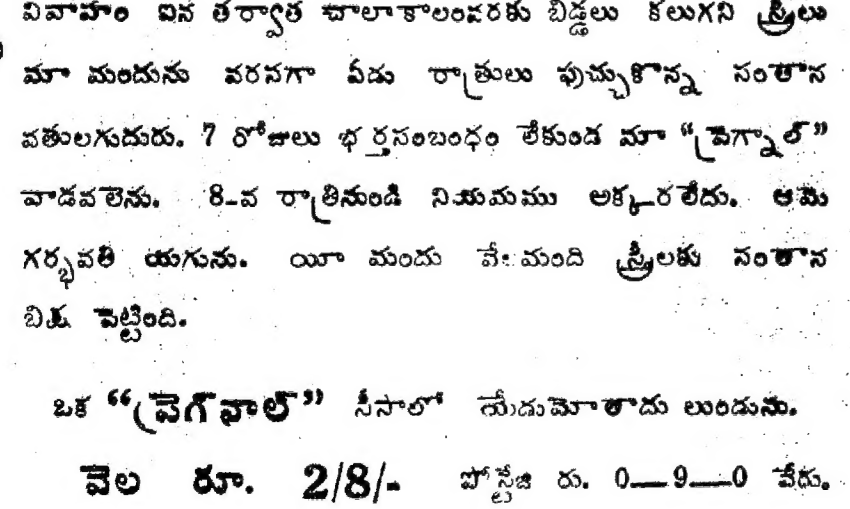 వివాహం ఐన తర్వాత చాలాకాలంవరకు బిడ్డలు కలుగని స్త్రీలు
మా మందును వరసగా ఏడు రాత్రులు పుచ్చుకొన్న సంతాన
వతులగుదురు. 7 రోజులు భర్తసంబంధం లేకుండ మా “ప్రెగ్నాల్”
వాడవలెను. 8-వ రాత్రినుండి నియమము అక్కరలేదు. ఆమె
గర్భవతి యగును. యీ మందు వేలమంది స్త్రీలకు సంతాన
బిక్ష పెట్టింది.
ఒక “ప్రెగ్‌నాల్” సీసాలో యేడుమోతాదు లుండును.
వెల రూ. 2/8/- పోస్టేజి రు. 0—9—0 వేరు.